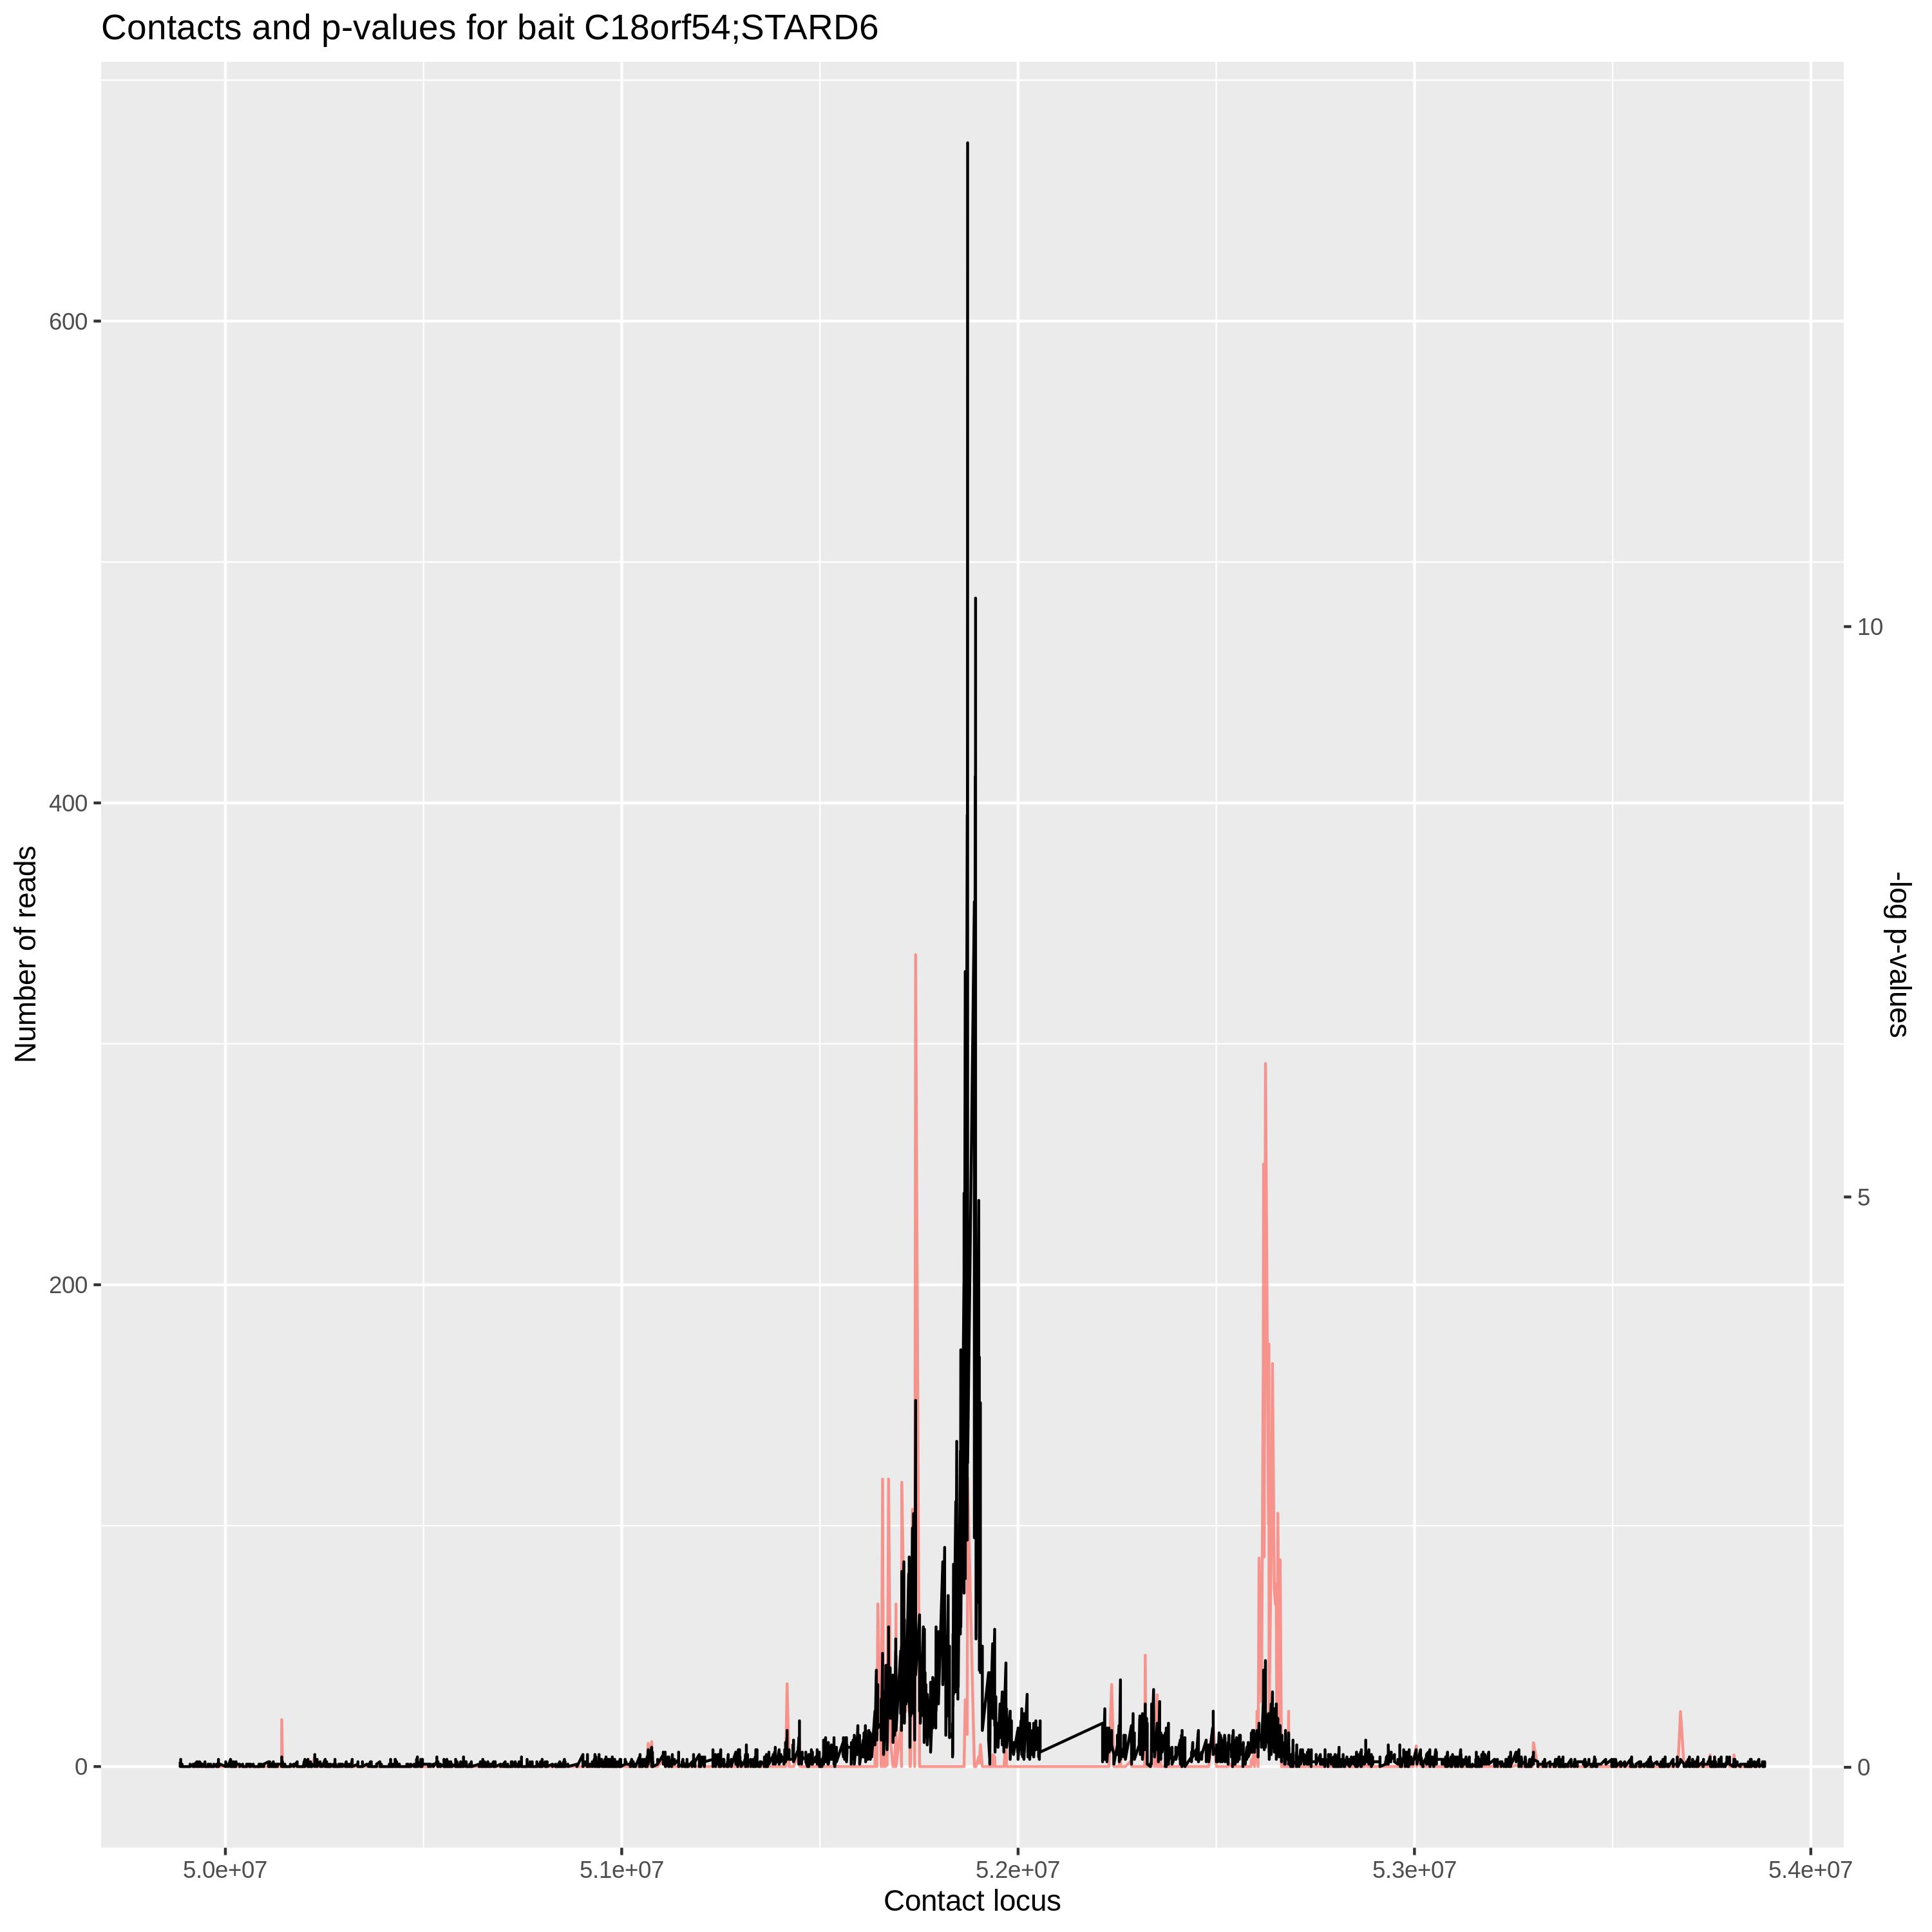 Contacts and p-values for bait C18orf54;STARD6
600
400
200
0
Number of reads
10
5
0
-log p-values
5.0e+07
5.1e+07
5.2e+07
5.3e+07
5.4e+07
Contact locus